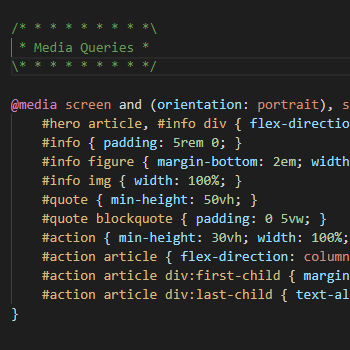 /* * * * * * * * *\
* Media Queries *
\* * * * * * * * */
@media screen and (orientation: portrait), s
#hero article, #info div { flex-directio
#info { padding: 5rem 0; }
#info figure { margin-bottom: 2em; width
#info img { width: 100%; }
#quote { min-height: 50vh; }
#quote blockquote { padding: 0 5vw; }
#action { min-height: 30vh; width: 100%;
#action article { flex-direction: column
#action article div:first-child { margin
#action article div:last-child { text-al
}